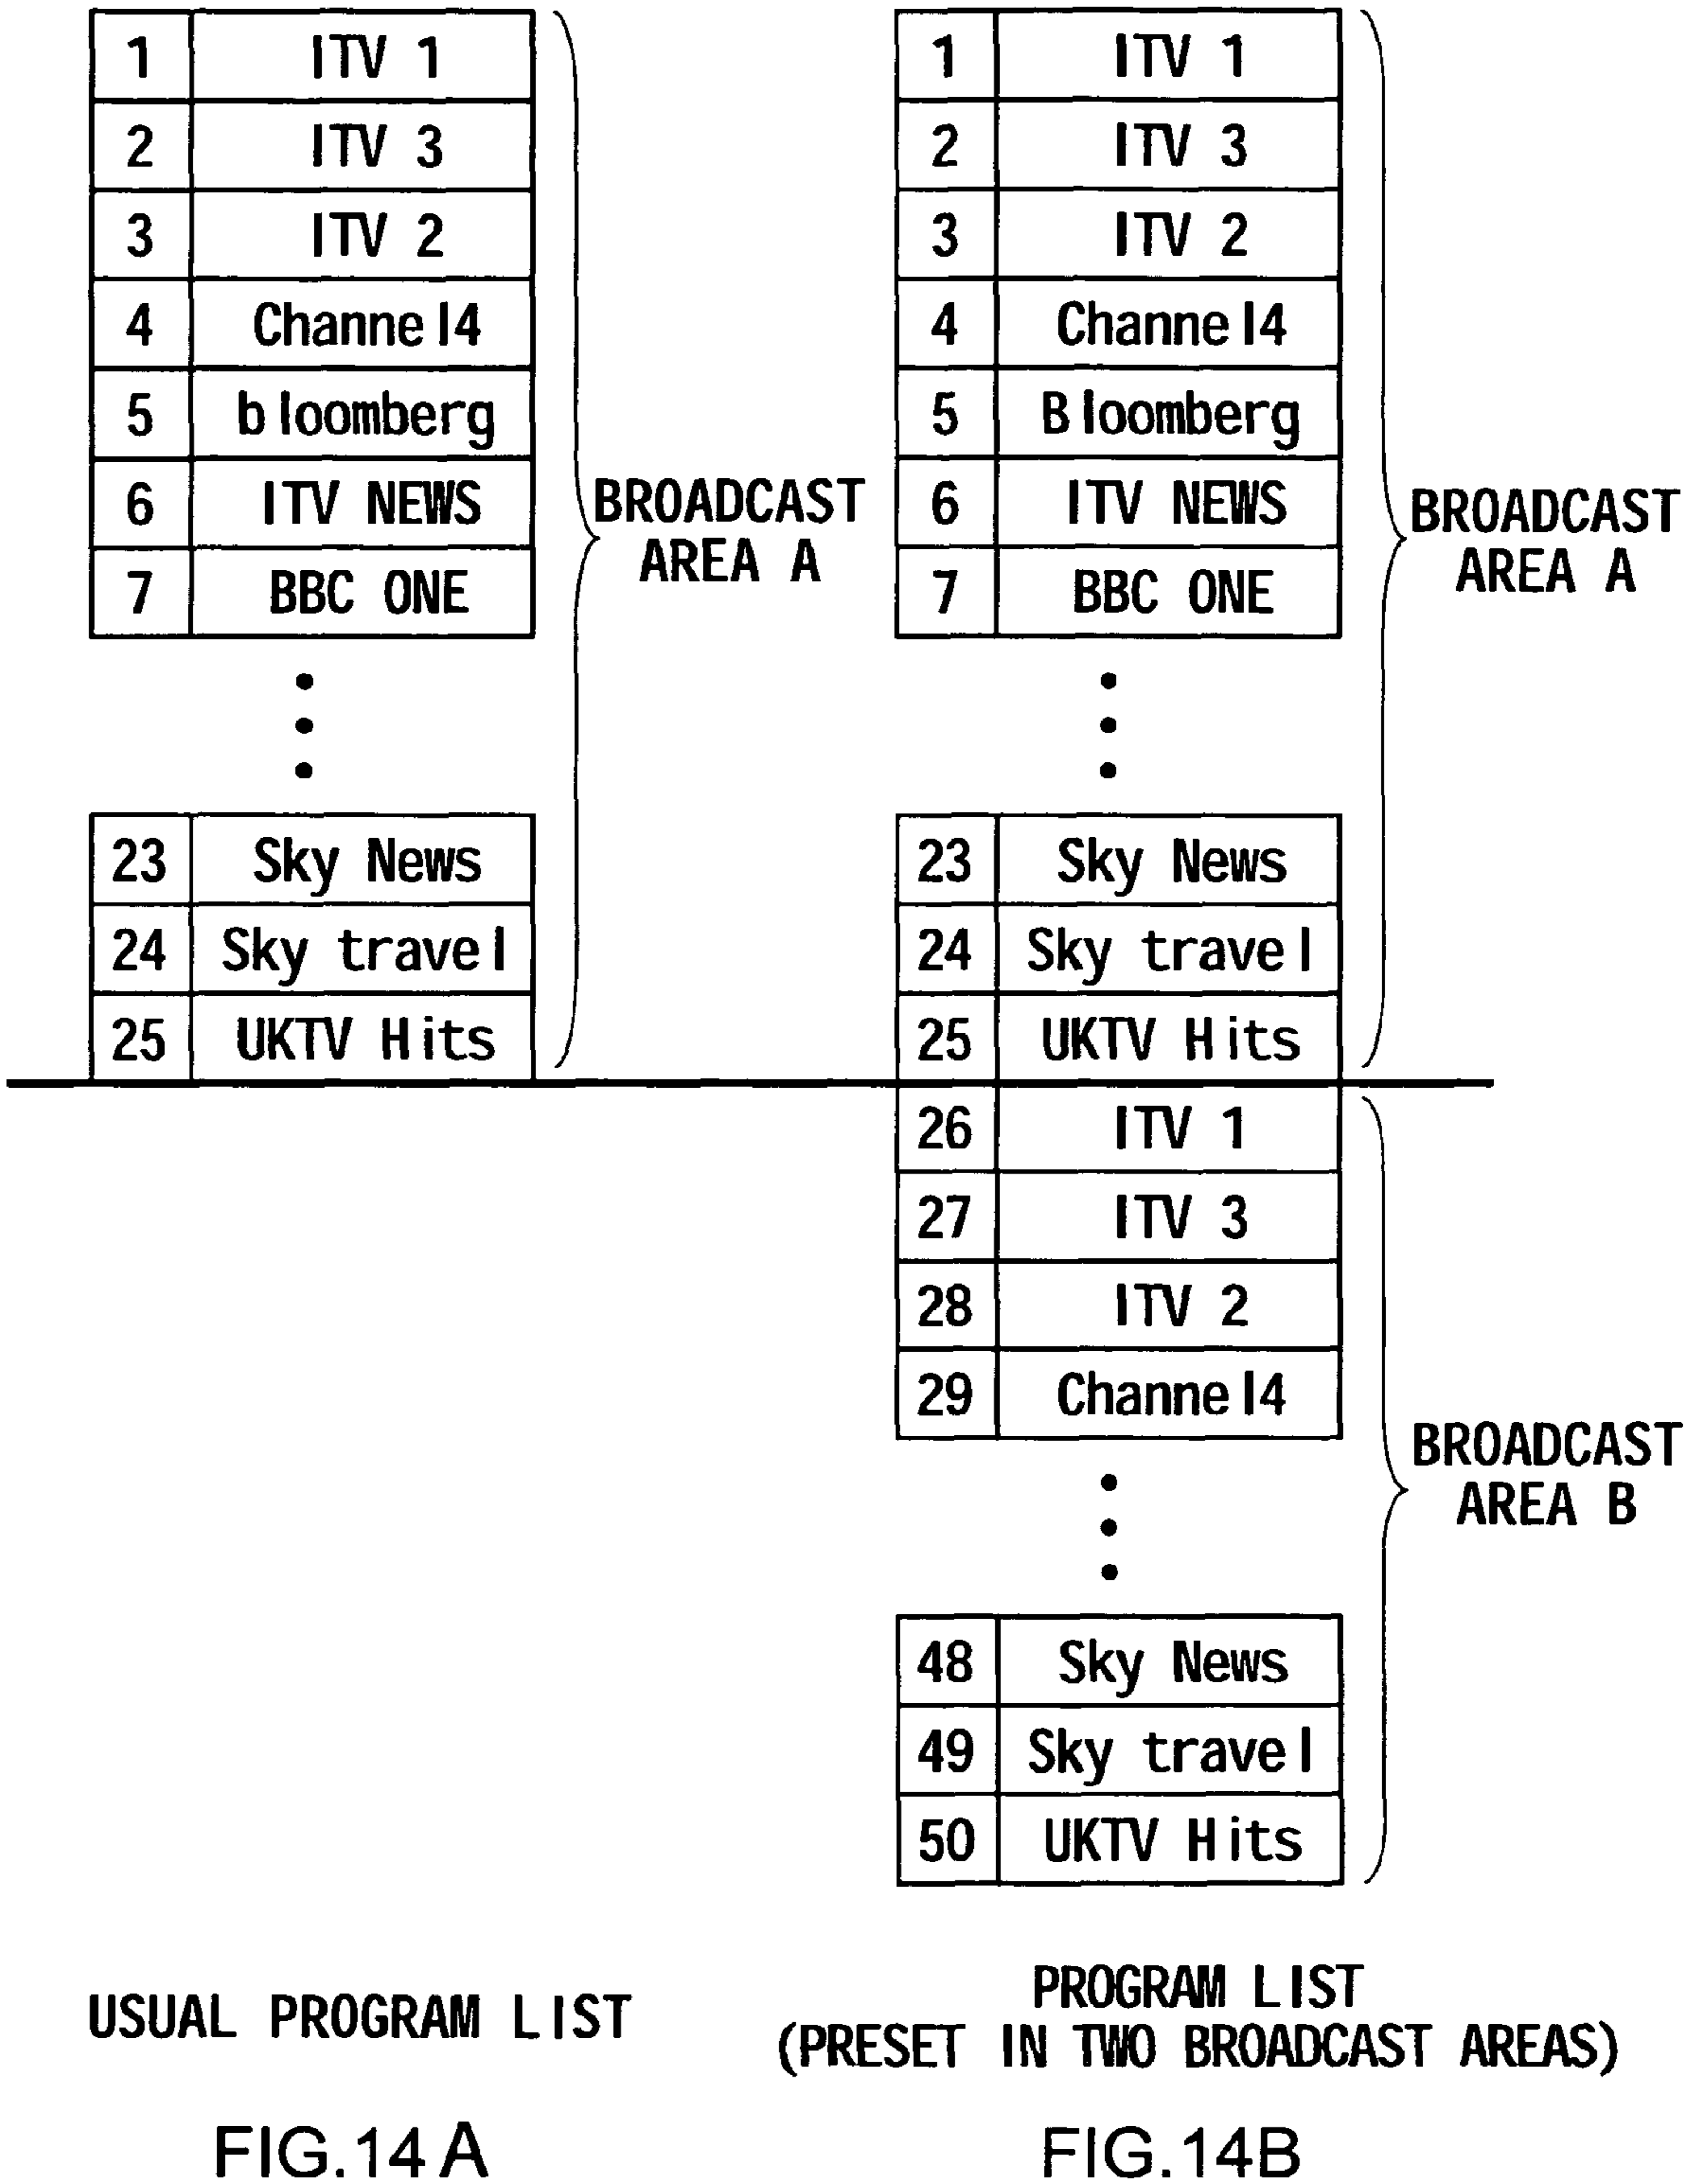 1 ITV 1
2 ITV 3
3 ITV 2
4 Channel4
5 bloomberg
6 ITV NEWS
7 BBC ONE
23 Sky News
24 Sky travel
25 UKTV Hits
BROADCAST
AREA A
USUAL PROGRAM LIST
FIG.14A
1 ITV 1
2 ITV 3
3 ITV 2
4 Channel4
5 Bloomberg
6 ITV NEWS
7 BBC ONE
23 Sky News
24 Sky travel
25 UKTV Hits
BROADCAST
AREA A
26 ITV 1
27 ITV 3
28 ITV 2
29 Channel4
48 Sky News
49 Sky travel
50 UKTV Hits
BROADCAST
AREA B
PROGRAM LIST
(PRESET IN TWO BROADCAST AREAS)
FIG.14B